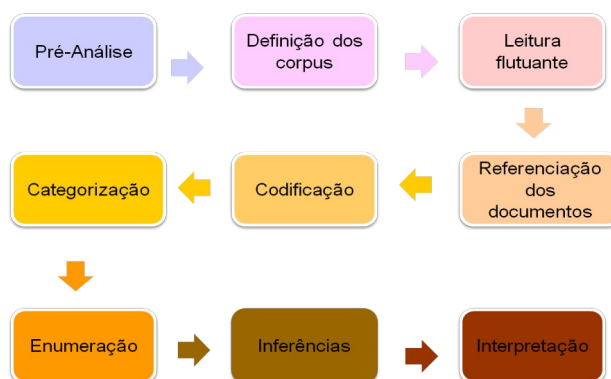 Pré-Análise
Definição dos
corpus
Leitura
flutuante
Referenciação
dos
documentos
Codificação
Categorização
Enumeração
Inferências
Interpretação